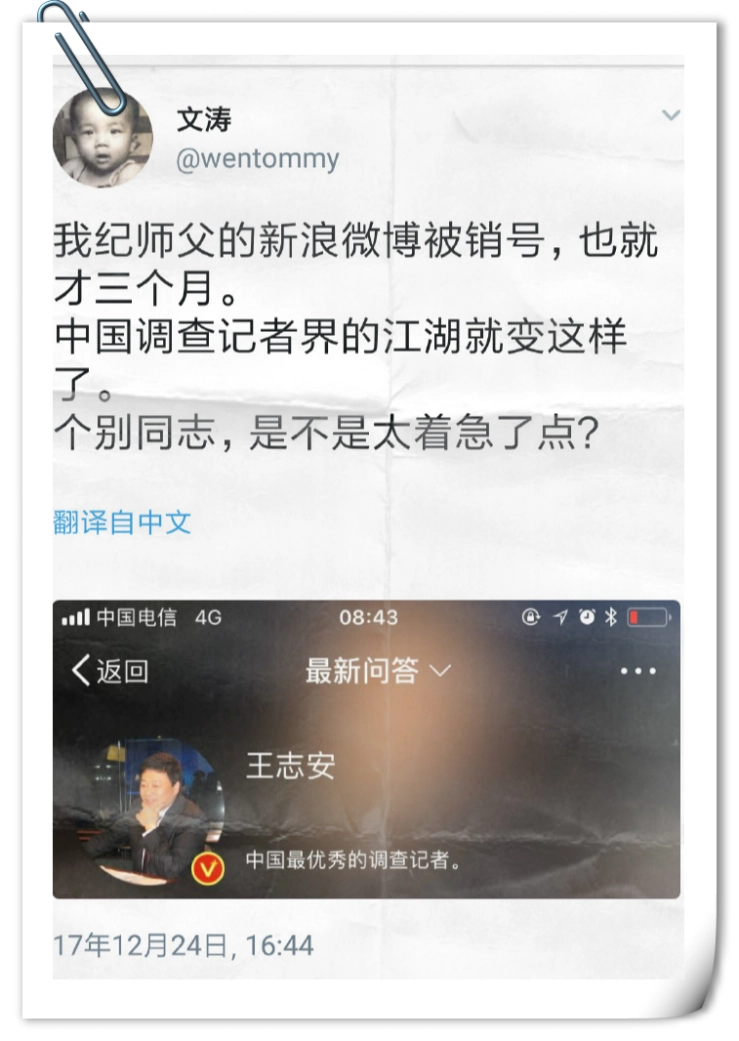 文涛
@wentommy
我纪师父的新浪微博被销号，也就
才三个月。
中国调查记者界的江湖就变这样
了。
个别同志，是不是太着急了点？
翻译自中文
中国电信 4G 08:43
返回 最新问答
王志安
中国最优秀的调查记者。
17年12月24日, 16:44